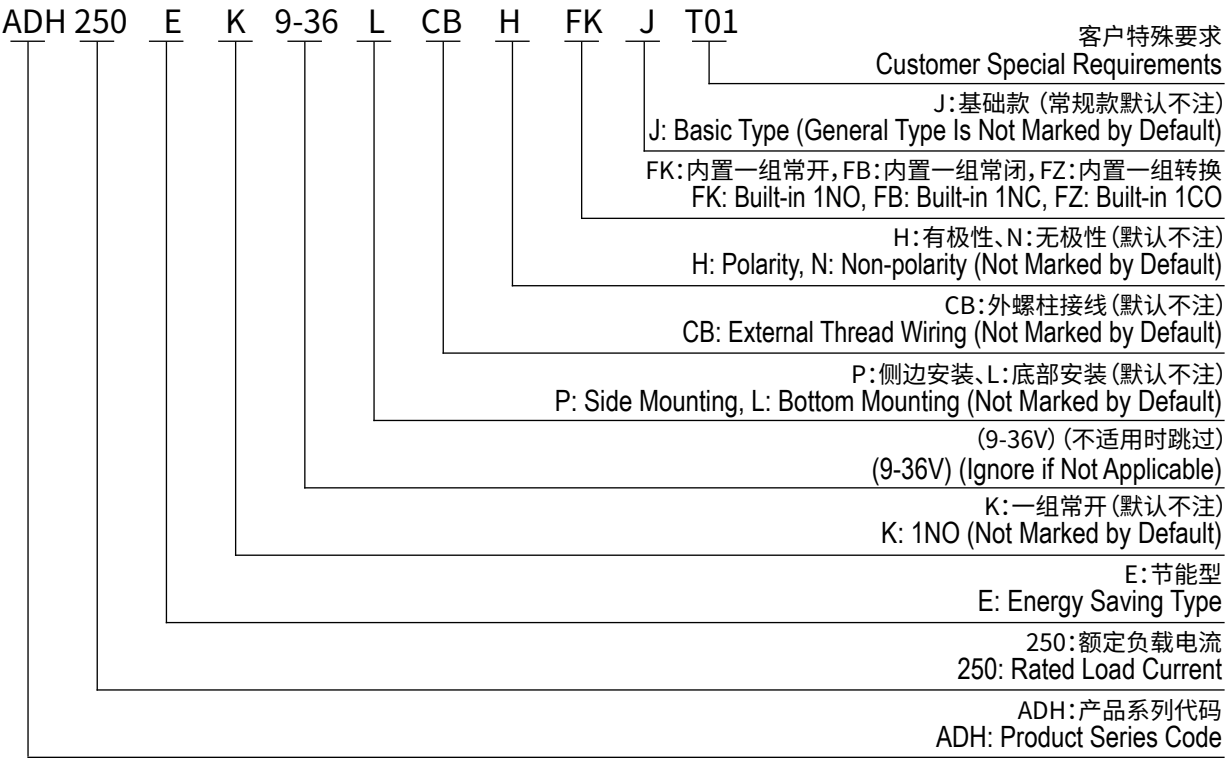 ADH 250 E K 9-36 L CB H FK J T01
客户特殊要求
Customer Special Requirements
J:基础款（常规款默认不注）
J: Basic Type (General Type Is Not Marked by Default)
FK:内置一组常开,FB:内置一组常闭,FZ:内置一组转换
FK: Built-in 1NO, FB: Built-in 1NC, FZ: Built-in 1CO
H:有极性、N:无极性（默认不注）
H: Polarity, N: Non-polarity (Not Marked by Default)
CB:外螺柱接线（默认不注）
CB: External Thread Wiring (Not Marked by Default)
P:侧边安装、L:底部安装（默认不注）
P: Side Mounting, L: Bottom Mounting (Not Marked by Default)
（9-36V）（不适用时跳过）
(9-36V) (Ignore if Not Applicable)
K:一组常开（默认不注）
K: 1NO (Not Marked by Default)
E:节能型
E: Energy Saving Type
250:额定负载电流
250: Rated Load Current
ADH:产品系列代码
ADH: Product Series Code